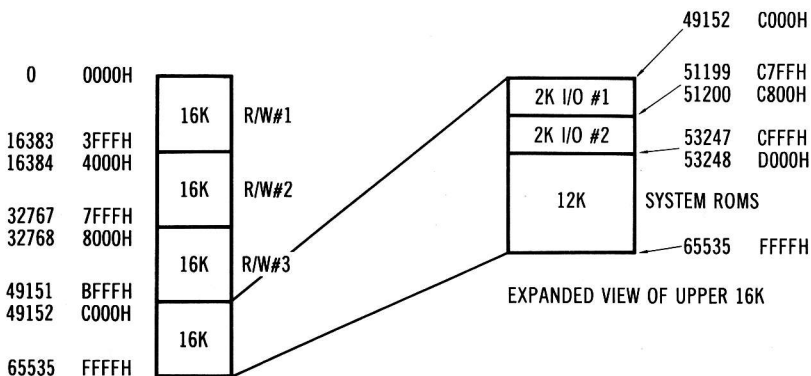 0 0000H
16K R/W#1
16383 3FFFH
16384 4000H
16K R/W#2
32767 7FFFH
32768 8000H
16K R/W#3
49151 BFFFH
49152 C000H
16K
65535 FFFFH
49152 C000H
2K I/O #1
51199 C7FFH
51200 C800H
2K I/O #2
53247 CFFFH
53248 D000H
12K SYSTEM ROMS
65535 FFFFH
EXPANDED VIEW OF UPPER 16K